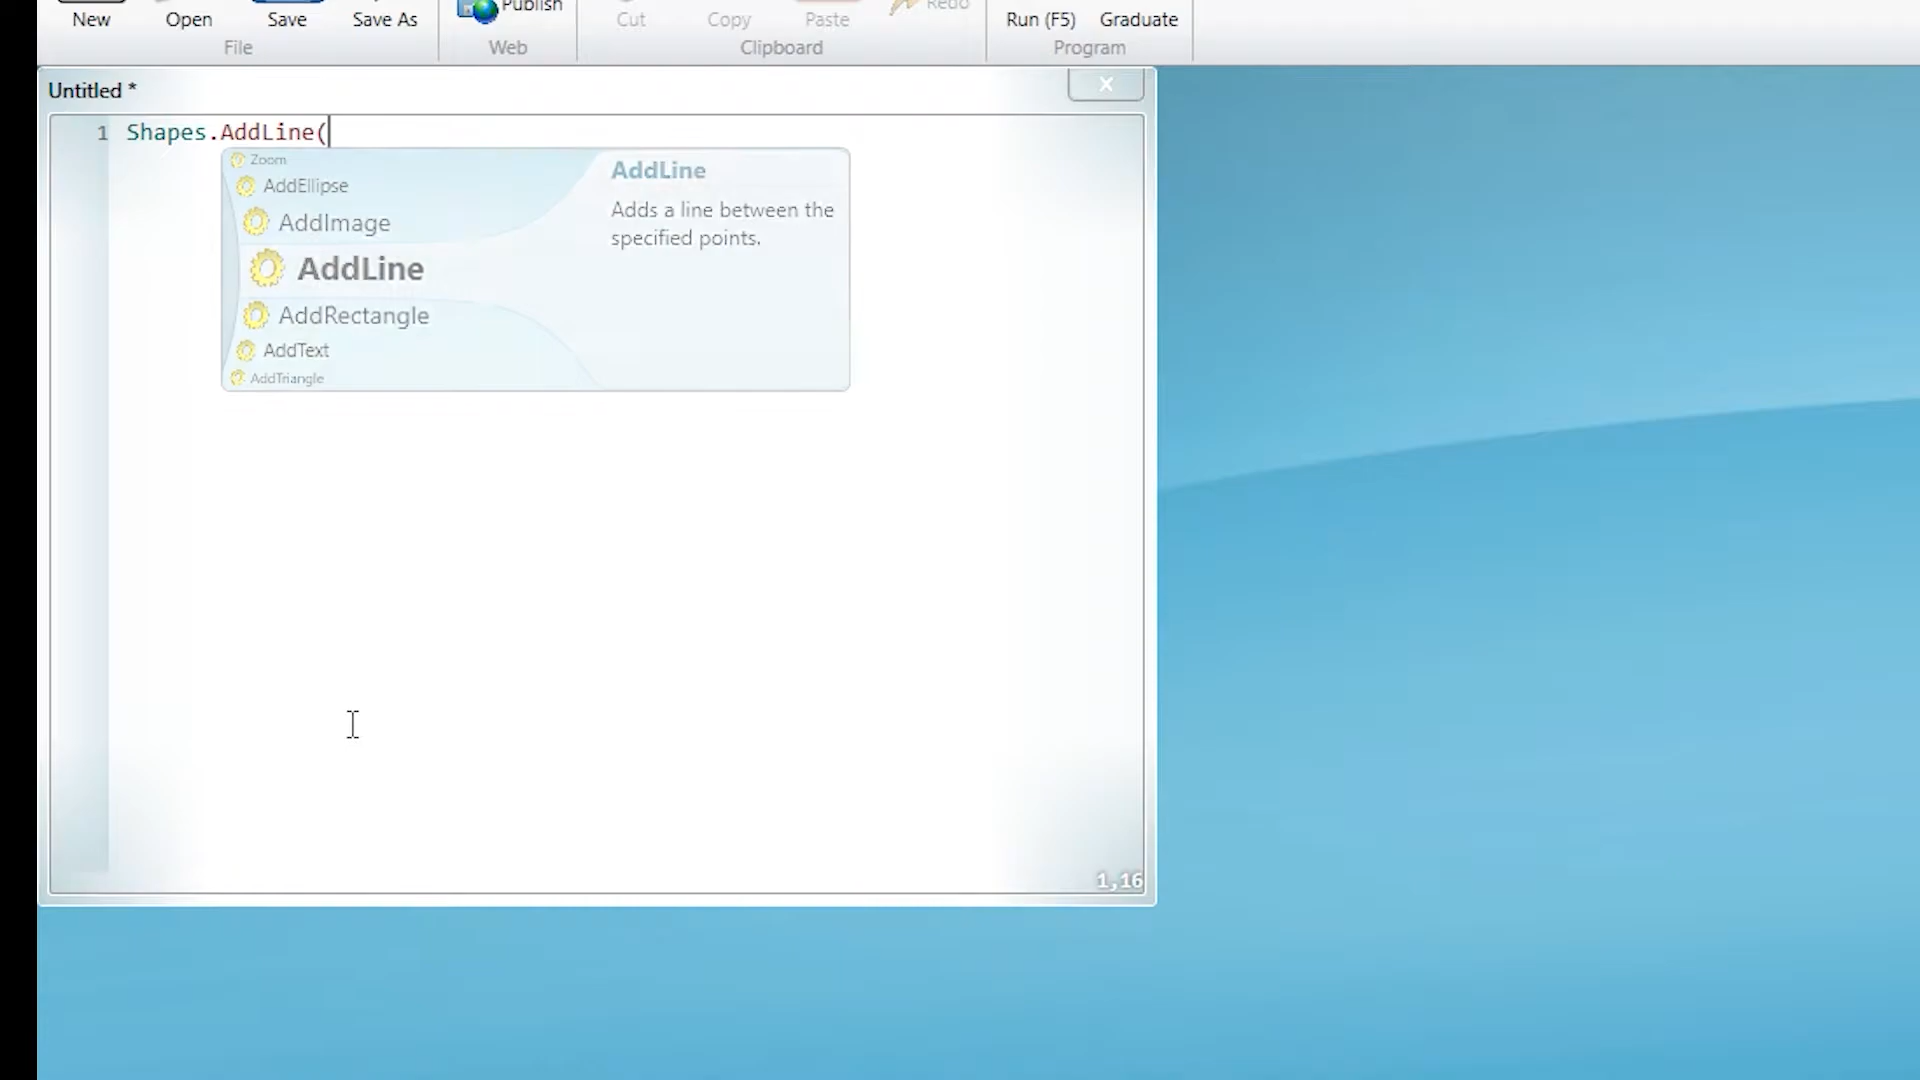 New Open Save Save As Publish Cut Copy Paste Redo Run (F5) Graduate
File Web Clipboard Program
Untitled *
x
1 Shapes.AddLine(
Zoom
AddEllipse
AddImage
AddLine
AddRectangle
AddText
AddTriangle
AddLine
Adds a line between the
specified points.
1,16